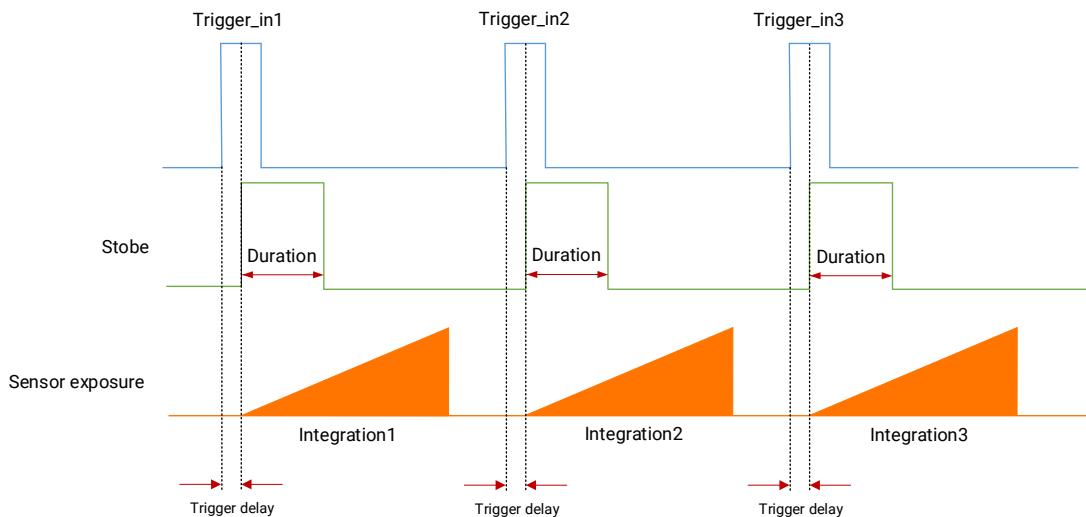 Trigger_in1
Trigger_in2
Trigger_in3
Stobe
Duration
Duration
Duration
Sensor exposure
Integration1
Integration2
Integration3
Trigger delay
Trigger delay
Trigger delay